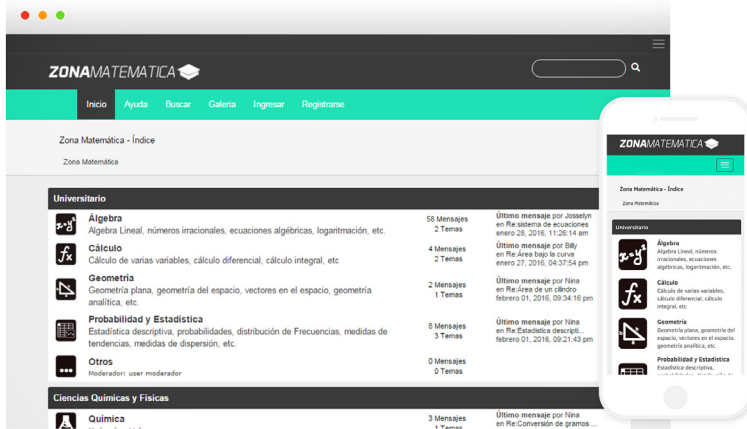 ZONAMATEMATICA
Inicio Ayuda Buscar Galeria Ingresar Registrarse
Zona Matemática - Índice
Zona Matemática
Universitario
Álgebra
Algebra Lineal, números irracionales, ecuaciones algébricas, logaritmación, etc.
58 Mensajes
2 Temas
Último mensaje por Josselyn
en Re:sistema de ecuaciones
enero 28, 2016, 11:26:14 am
Cálculo
Cálculo de varias variables, cálculo diferencial, cálculo integral, etc
4 Mensajes
2 Temas
Último mensaje por Billy
en Re:Área bajo la curva
enero 27, 2016, 04:37:54 pm
Geometría
Geometría plana, geometría del espacio, vectores en el espacio, geometría
analítica, etc.
2 Mensajes
1 Temas
Último mensaje por Nina
en Re:Área de un cilindro
febrero 01, 2016, 09:34:16 pm
Probabilidad y Estadistica
Estadística descriptiva, probabilidades, distribución de Frecuencias, medidas de
tendencias, medidas de dispersión, etc.
8 Mensajes
3 Temas
Último mensaje por Nina
en Re:Estadística descripti...
febrero 01, 2016, 09:21:43 pm
Otros
Moderador: user moderador
0 Mensajes
0 Temas
Ciencias Químicas y Físicas
Química
3 Mensajes
1 Temas
Último mensaje por Nina
en Re:Conversión de gramos ...
ZONAMATEMATICA
Zona Matemática - Índice
Zona Matemática
Universitario
Álgebra
Algebra Lineal, números
irracionales, ecuaciones
algébricas, logaritmación, etc.
Cálculo
Cálculo de varias variables,
cálculo diferencial, cálculo
integral, etc
Geometría
Geometría plana, geometría del
espacio, vectores en el espacio,
geometría analítica, etc.
Probabilidad y Estadistica
Estadística descriptiva,